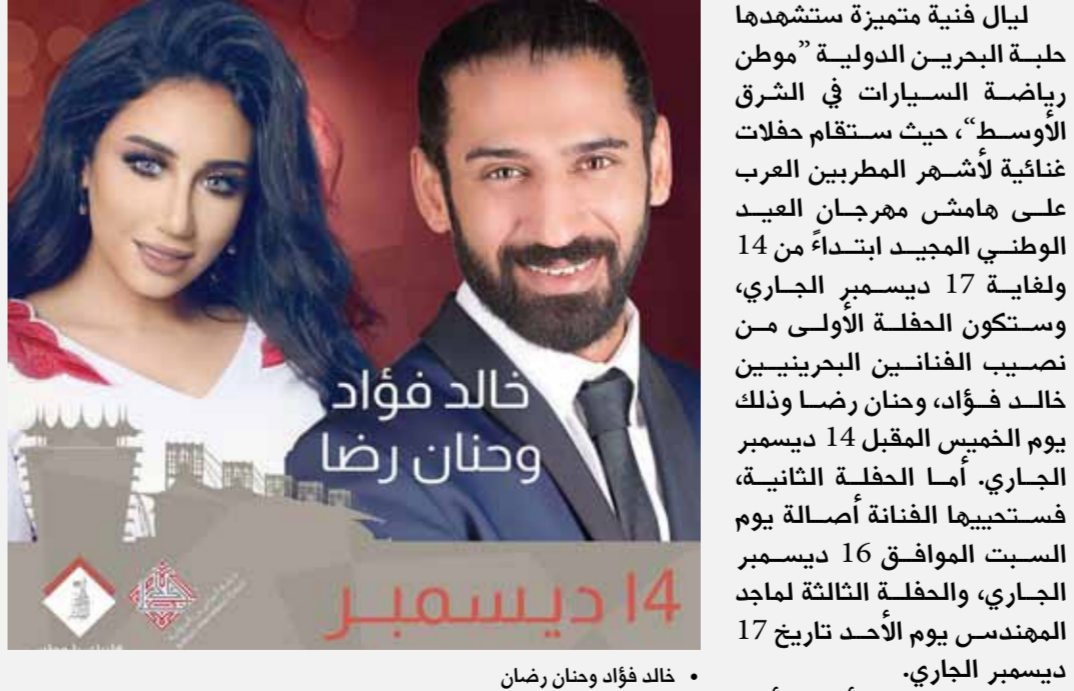 ليال فنية متميزة ستشهدها
حلبة البحرين الدولية "موطن
رياضة السيارات في الشرق
الأوسط"، حيث ستقام حفلات
غنائية لأشهر المطربين العرب
على هامش مهرجان العيد
الوطني المجيد ابتداءً من 14
ولغاية 17 ديسمبر الجاري،
وستكون الحفلة الأولى من
نصيب الفنانين البحرينيين
خالد فؤاد، وحنان رضا وذلك
يوم الخميس المقبل 14 ديسمبر
الجاري. أما الحفلة الثانية،
فستحييها الفنانة أصالة يوم
السبت الموافق 16 ديسمبر
الجاري، والحفلة الثالثة لماجد
المهندس يوم الأحد تاريخ 17
ديسمبر الجاري.
خالد فؤاد
وحنان رضا
14 ديسمبر
• خالد فؤاد وحنان رضان